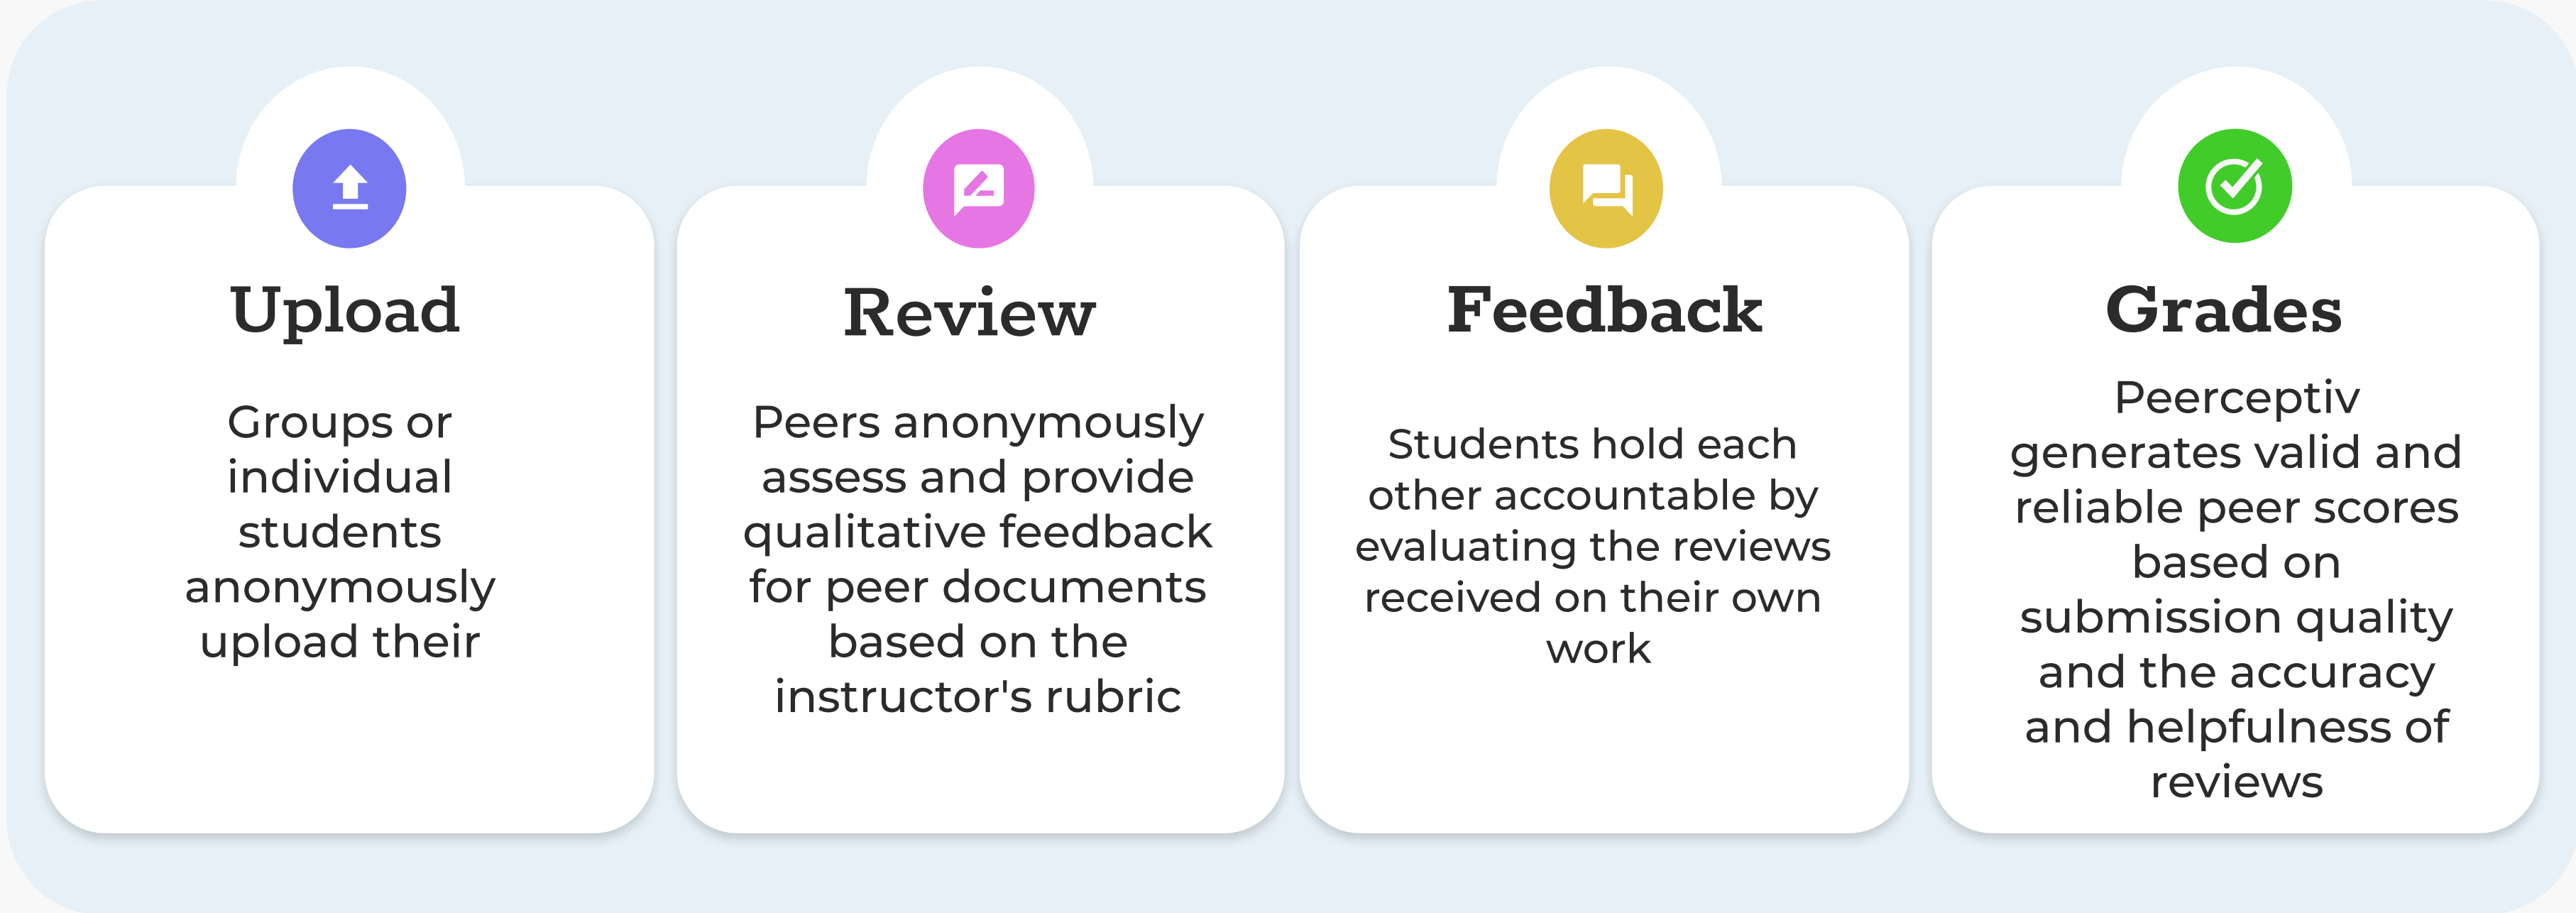 Upload
Groups or
individual
students
anonymously
upload their
Review
Peers anonymously
assess and provide
qualitative feedback
for peer documents
based on the
instructor's rubric
Feedback
Students hold each
other accountable by
evaluating the reviews
received on their own
work
Grades
Peerceptiv
generates valid and
reliable peer scores
based on
submission quality
and the accuracy
and helpfulness of
reviews